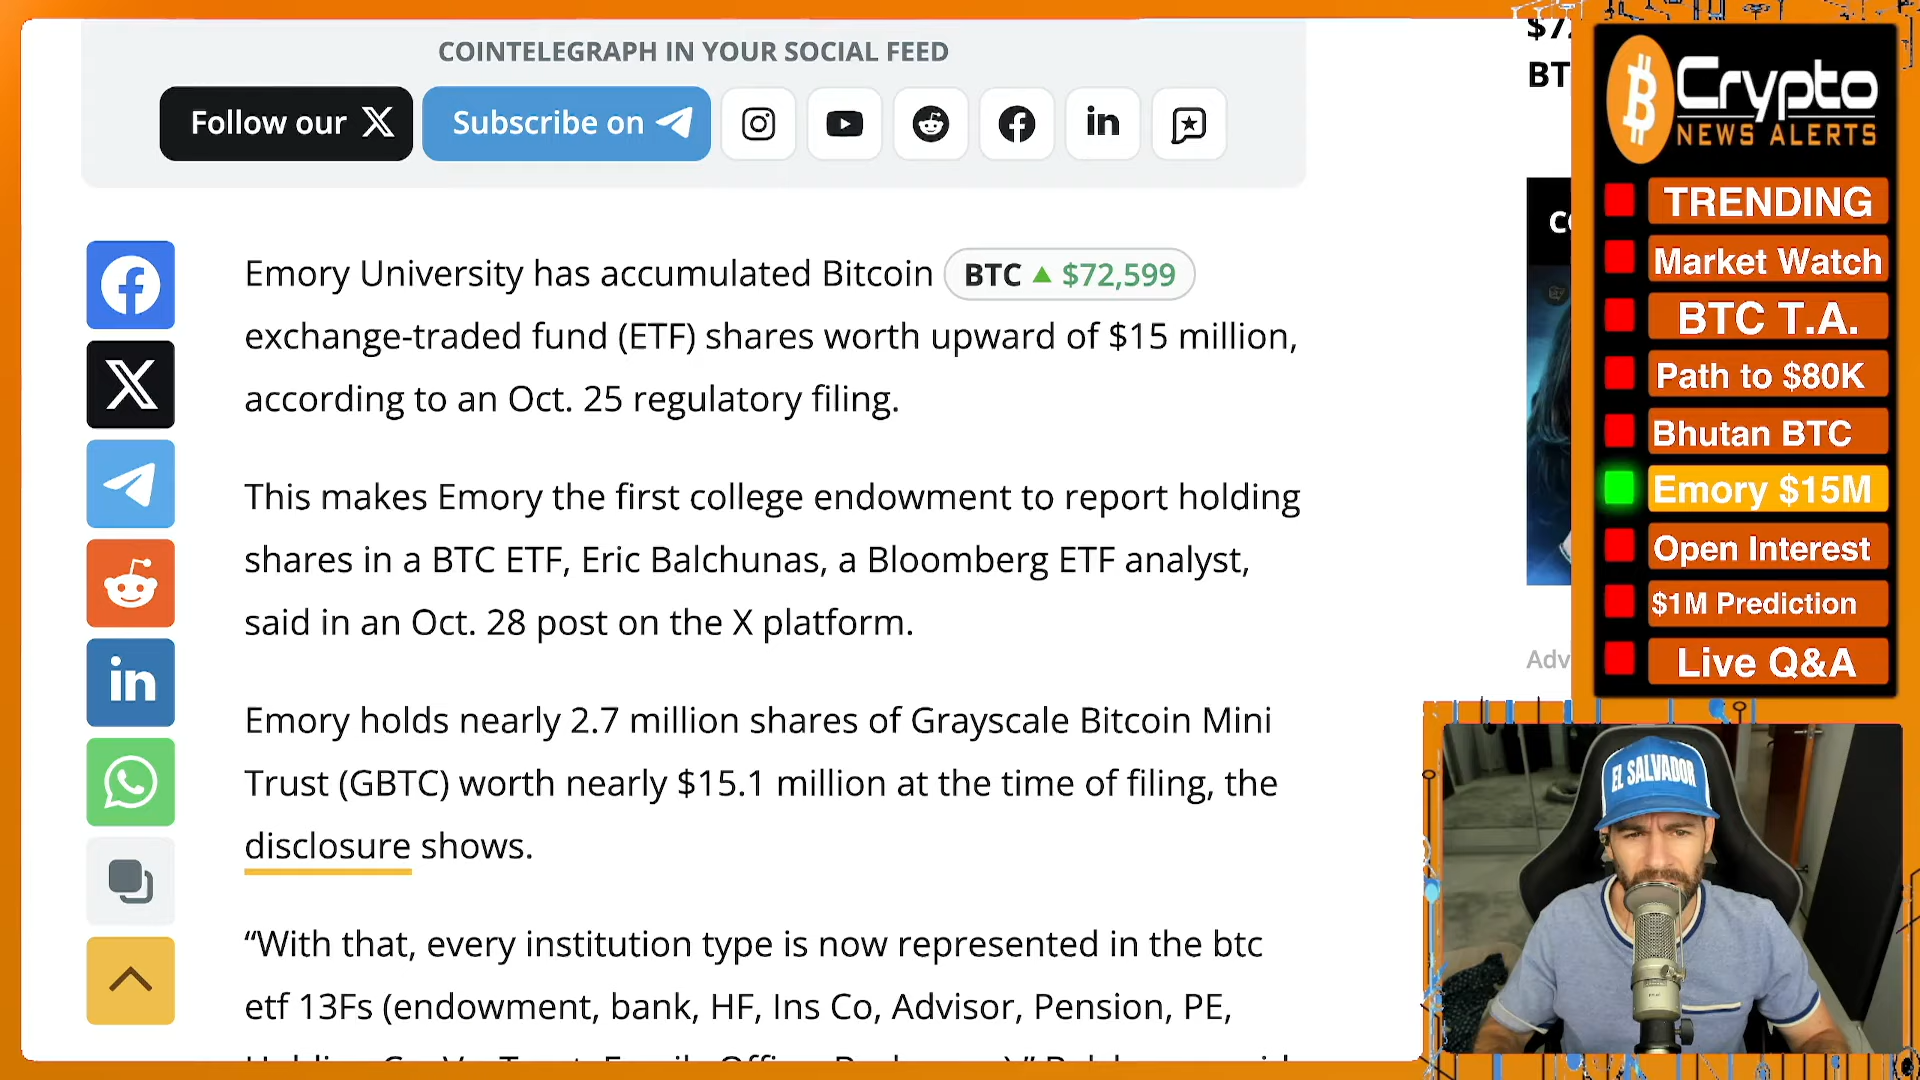 COINTELEGRAPH IN YOUR SOCIAL FEED
Follow our X
Subscribe on
Emory University has accumulated Bitcoin BTC ▲ $72,599
exchange-traded fund (ETF) shares worth upward of $15 million,
according to an Oct. 25 regulatory filing.
This makes Emory the first college endowment to report holding
shares in a BTC ETF, Eric Balchunas, a Bloomberg ETF analyst,
said in an Oct. 28 post on the X platform.
Emory holds nearly 2.7 million shares of Grayscale Bitcoin Mini
Trust (GBTC) worth nearly $15.1 million at the time of filing, the
disclosure shows.
“With that, every institution type is now represented in the btc
etf 13Fs (endowment, bank, HF, Ins Co, Advisor, Pension, PE,
BT
Adv
Crypto
NEWS ALERTS
TRENDING
Market Watch
BTC T.A.
Path to $80K
Bhutan BTC
Emory $15M
Open Interest
$1M Prediction
Live Q&A
EL SALVADOR